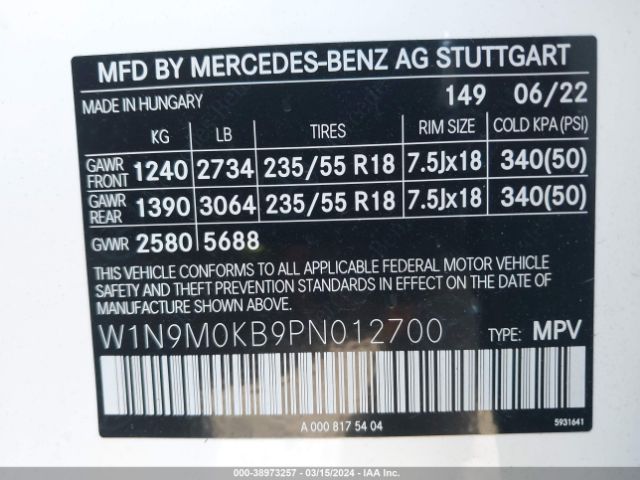 MFD BY MERCEDES-BENZ AG STUTTGART
MADE IN HUNGARY 149 06/22
KG LB TIRES RIM SIZE COLD KPA(PSI)
GAWR FRONT 1240 2734 235/55 R18 7.5Jx18 340(50)
GAWR REAR 1390 3064 235/55 R18 7.5Jx18 340(50)
GVWR 2580 5688
THIS VEHICLE CONFORMS TO ALL APPLICABLE FEDERAL MOTOR VEHICLE
SAFETY AND THEFT PREVENTION STANDARDS IN EFFECT ON THE DATE
OF MANUFACTURE SHOWN ABOVE.
W1N9M0KB9PN012700 TYPE: MPV
A 000 817 54 04
5931641
000-38973257 - 03/15/2024 - IAA Inc.